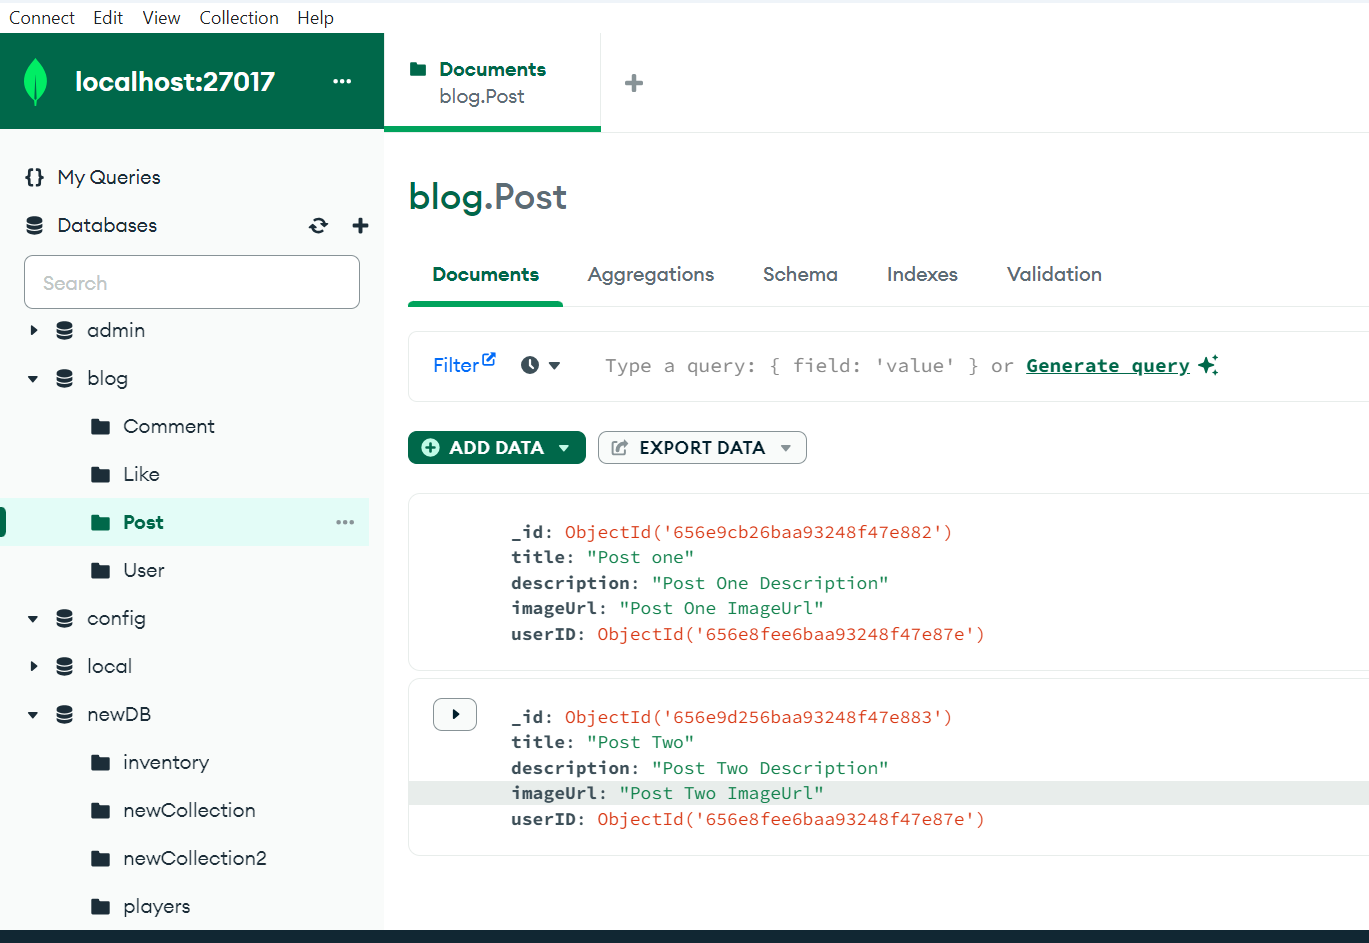 Connect Edit View Collection Help
localhost:27017
Documents
blog.Post
My Queries
Databases
Search
admin
blog
Comment
Like
Post
User
config
local
newDB
inventory
newCollection
newCollection2
players
blog.Post
Documents Aggregations Schema Indexes Validation
Filter Type a query: { field: 'value' } or Generate query
ADD DATA EXPORT DATA
_id: ObjectId('656e9cb26baa93248f47e882')
title: "Post one"
description: "Post One Description"
imageUrl: "Post One ImageUrl"
userID: ObjectId('656e8fee6baa93248f47e87e')
_id: ObjectId('656e9d256baa93248f47e883')
title: "Post Two"
description: "Post Two Description"
imageUrl: "Post Two ImageUrl"
userID: ObjectId('656e8fee6baa93248f47e87e')